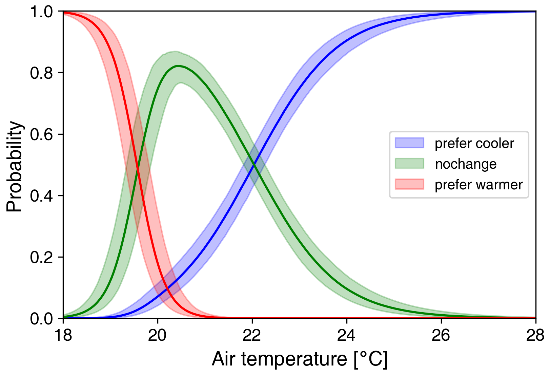 1.0
0.8
0.6
0.4
0.2
0.0
Probability
prefer cooler
nochange
prefer warmer
18 20 22 24 26 28
Air temperature [°C]